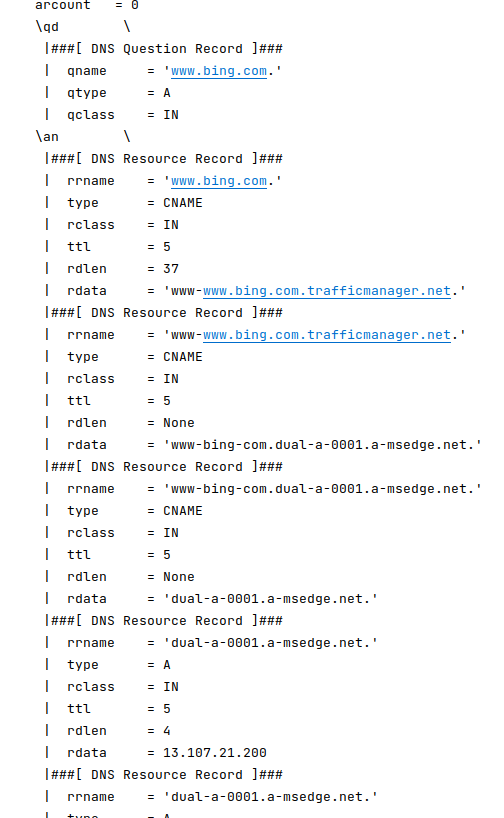 arcount   = 0
\qd        \
 |###[ DNS Question Record ]###
 |  qname     = 'www.bing.com.'
 |  qtype     = A
 |  qclass    = IN
\an        \
 |###[ DNS Resource Record ]###
 |  rrname    = 'www.bing.com.'
 |  type      = CNAME
 |  rclass    = IN
 |  ttl       = 5
 |  rdlen     = 37
 |  rdata     = 'www-www.bing.com.trafficmanager.net.'
 |###[ DNS Resource Record ]###
 |  rrname    = 'www-www.bing.com.trafficmanager.net.'
 |  type      = CNAME
 |  rclass    = IN
 |  ttl       = 5
 |  rdlen     = None
 |  rdata     = 'www-bing-com.dual-a-0001.a-msedge.net.'
 |###[ DNS Resource Record ]###
 |  rrname    = 'www-bing-com.dual-a-0001.a-msedge.net.'
 |  type      = CNAME
 |  rclass    = IN
 |  ttl       = 5
 |  rdlen     = None
 |  rdata     = 'dual-a-0001.a-msedge.net.'
 |###[ DNS Resource Record ]###
 |  rrname    = 'dual-a-0001.a-msedge.net.'
 |  type      = A
 |  rclass    = IN
 |  ttl       = 5
 |  rdlen     = 4
 |  rdata     = 13.107.21.200
 |###[ DNS Resource Record ]###
 |  rrname    = 'dual-a-0001.a-msedge.net.'
 |  type      = A